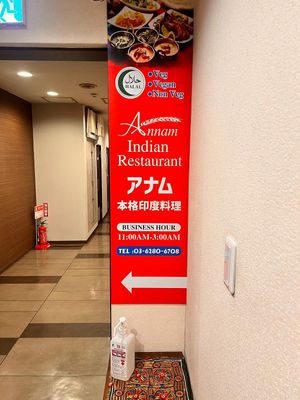 حلال
HALAL
•Veg
•Vegan
•Non Veg
Annam
Indian
Restaurant
アナム
本格印度料理
BUSINESS HOUR
11:00AM-3:00AM
TEL : 03-6280-6708